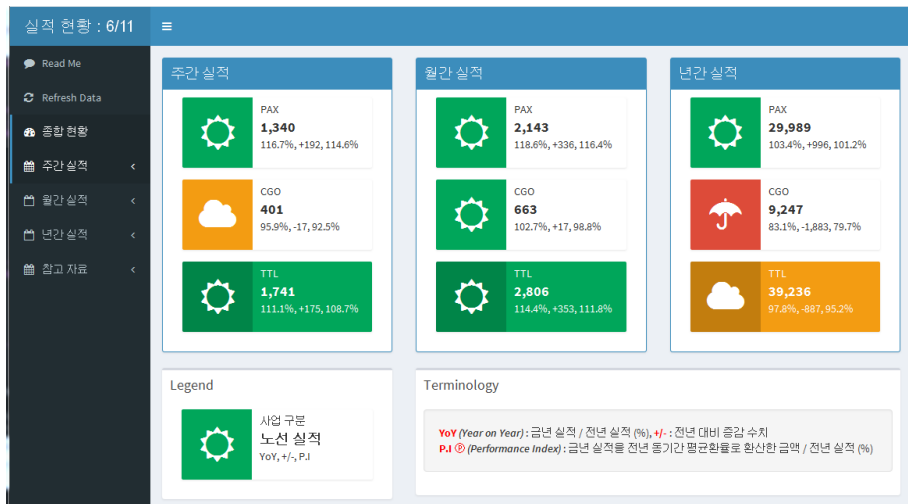 실적 현황 : 6/11
Read Me
Refresh Data
종합 현황
주간 실적
월간 실적
년간 실적
참고 자료
주간 실적
PAX
1,340
116.7%, +192, 114.6%
CGO
401
95.9%, -17, 92.5%
TTL
1,741
111.1%, +175, 108.7%
월간 실적
PAX
2,143
118.6%, +336, 116.4%
CGO
663
102.7%, +17, 98.8%
TTL
2,806
114.4%, +353, 111.8%
년간 실적
PAX
29,989
103.4%, +996, 101.2%
CGO
9,247
83.1%, -1,883, 79.7%
TTL
39,236
97.8%, -887, 95.2%
Legend
사업 구분
노선 실적
YoY, +/-, P.I
Terminology
YoY (Year on Year) : 금년 실적 / 전년 실적 (%), +/- : 전년 대비 증감 수치
P.I Ⓟ (Performance Index) : 금년 실적을 전년 동기간 평균환율로 환산한 금액 / 전년 실적 (%)